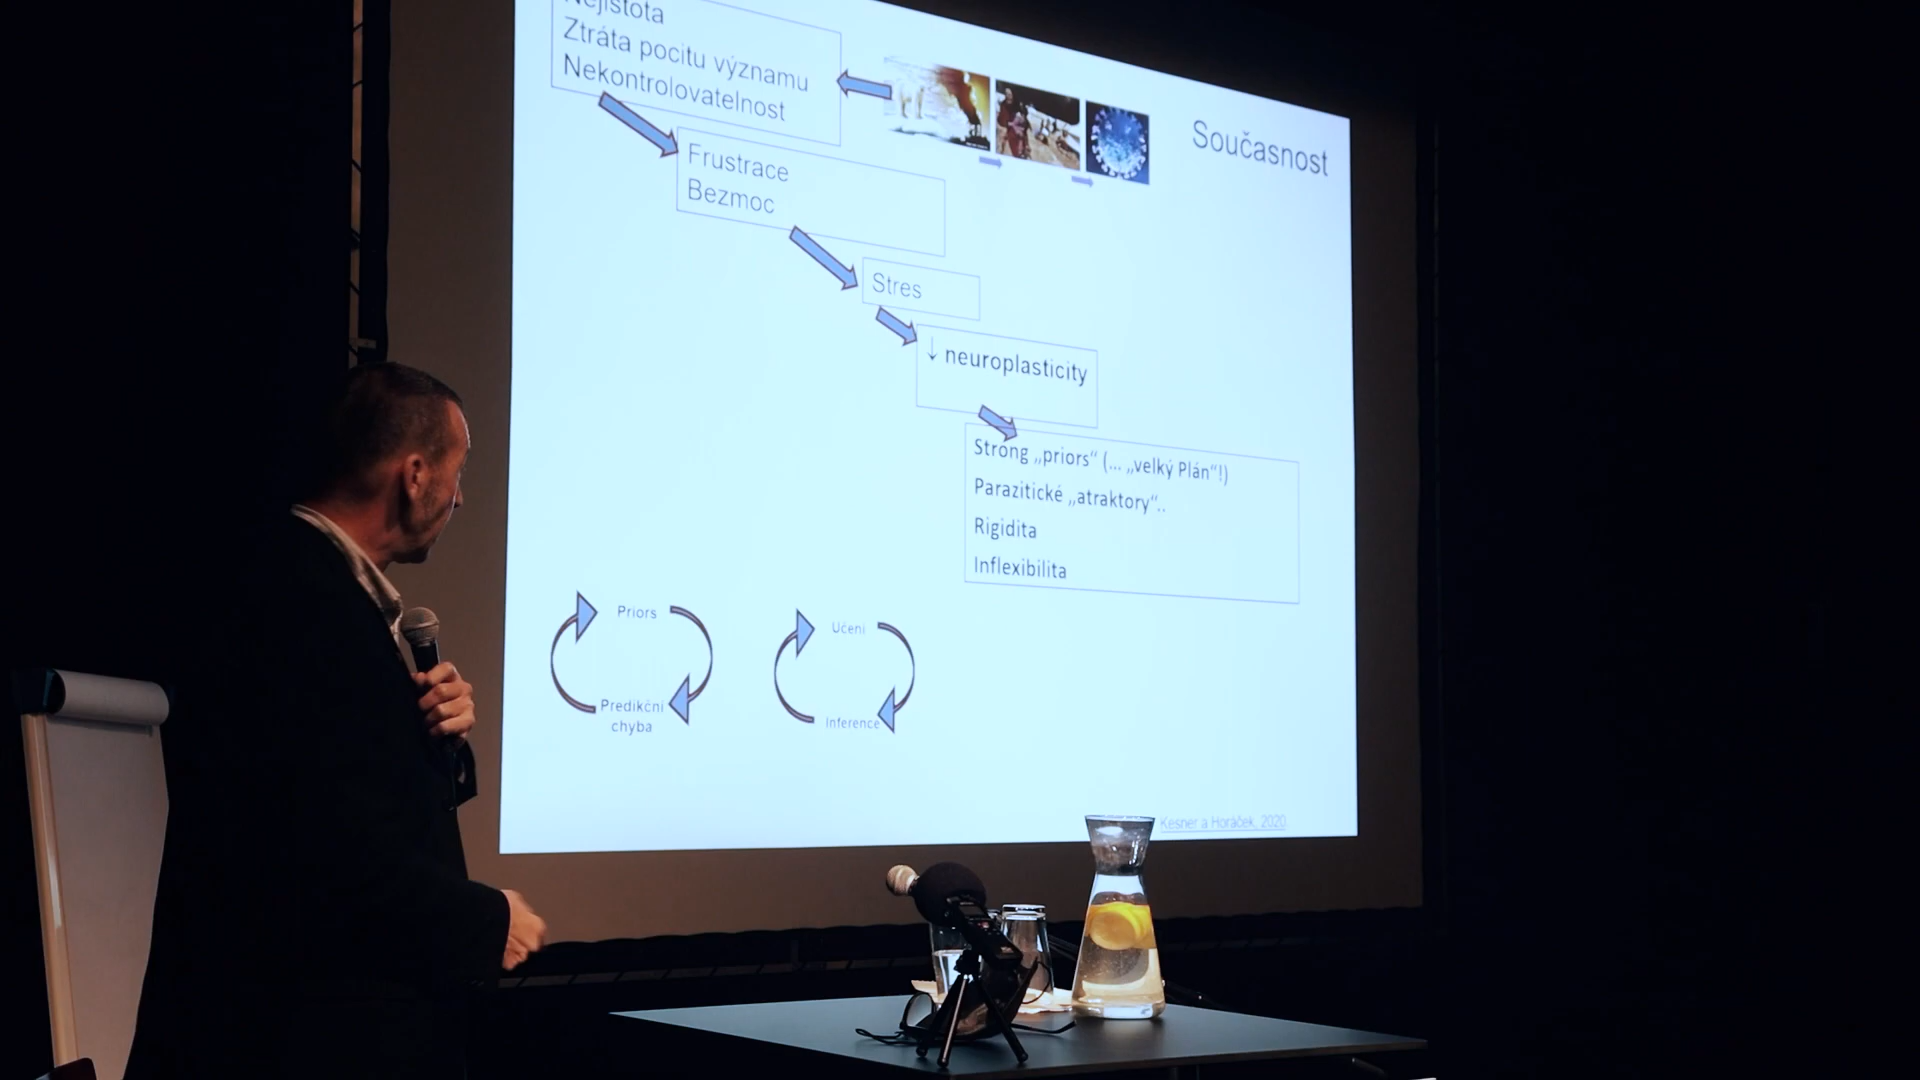 Nejistota
Ztráta pocitu významu
Nekontrolovatelnost
Současnost
Frustrace
Bezmoc
Stres
↓ neuroplasticity
Strong „priors“ (... „velký Plán“!)
Parazitické „atraktory“..
Rigidita
Inflexibilita
Priors
Predikční
chyba
Učení
Inference
Kesner a Horáček, 2020